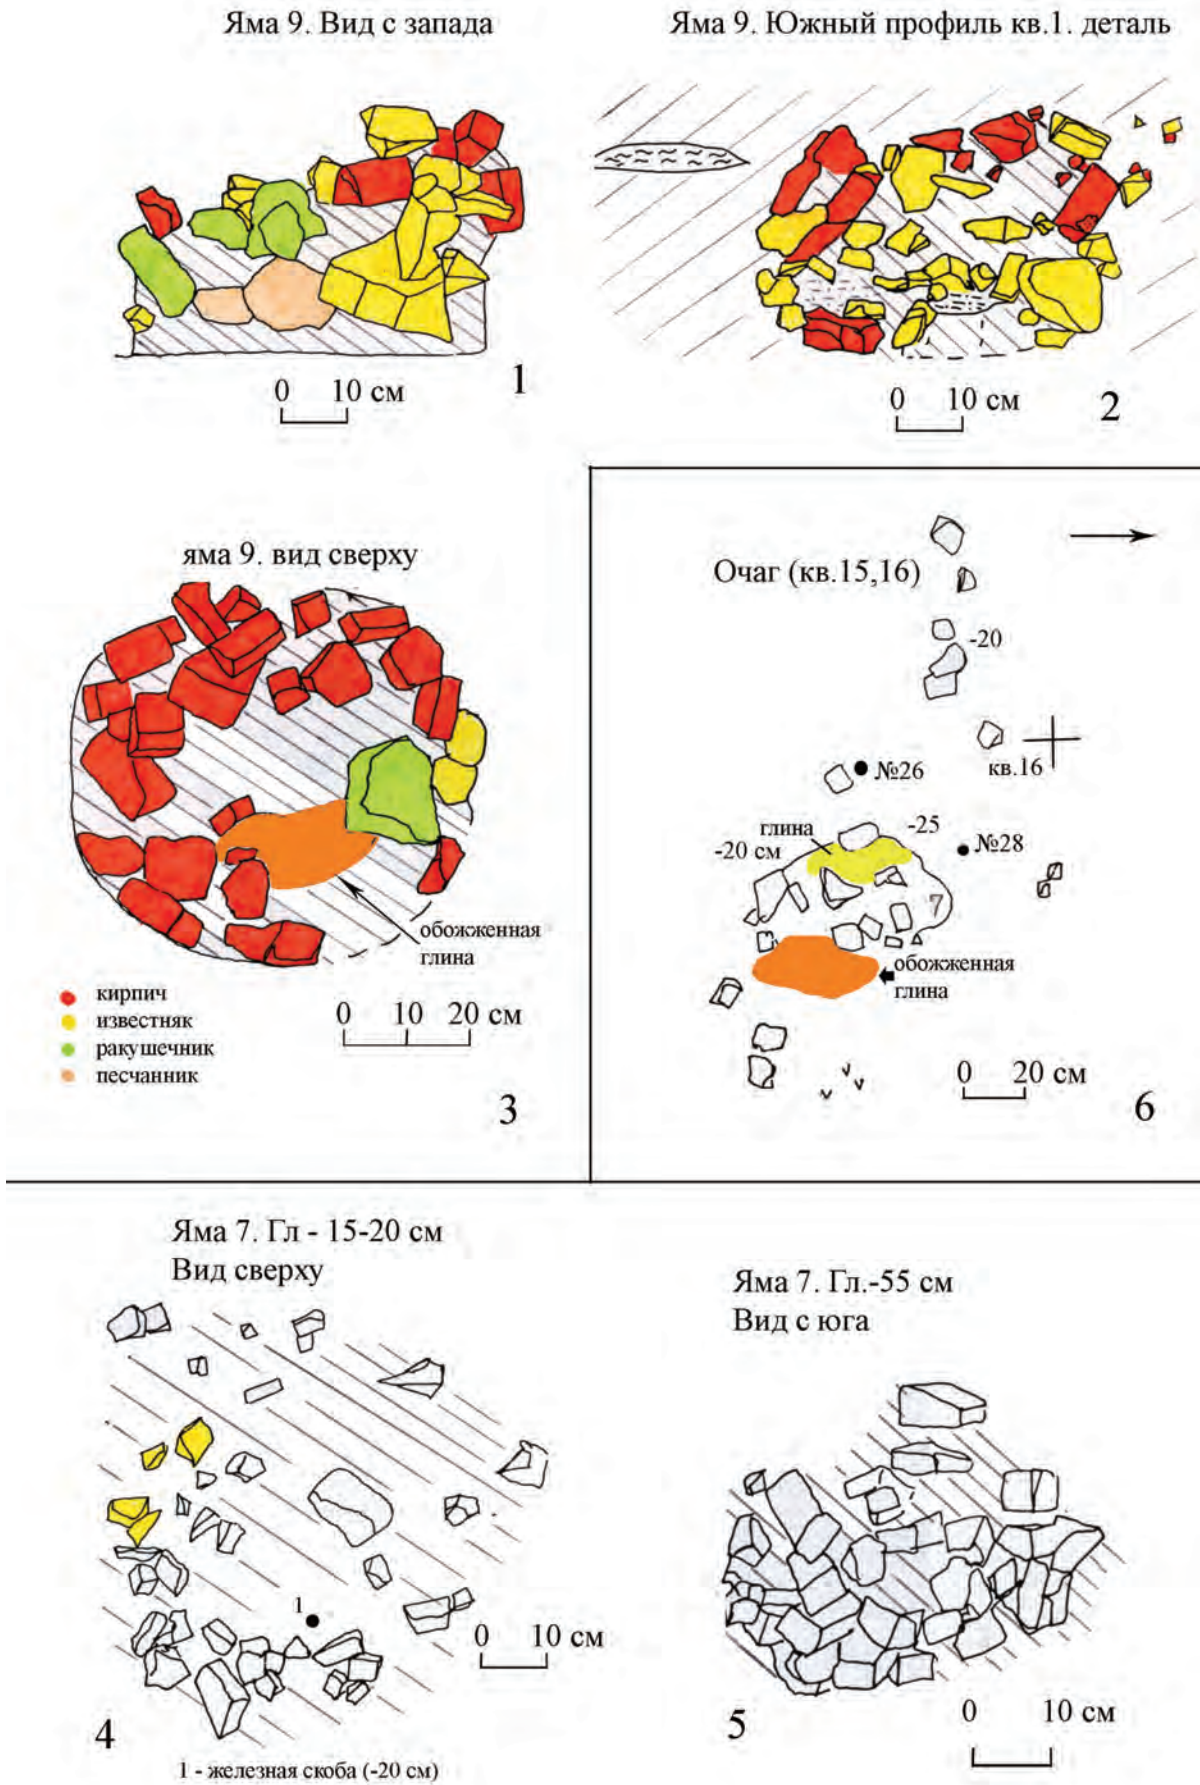 Яма 9. Вид с запада
0 10 см
1
Яма 9. Южный профиль кв.1. деталь
0 10 см
2
яма 9. вид сверху
обожженная
глина
кирпич
известняк
ракушечник
песчанник
0 10 20 см
3
Очаг (кв.15,16)
-20
кв.16
№26
глина
-25
-20 см
№28
обожженная
глина
0 20 см
6
Яма 7. Гл - 15-20 см
Вид сверху
1
0 10 см
4
1 - железная скоба (-20 см)
Яма 7. Гл.-55 см
Вид с юга
5
0 10 см